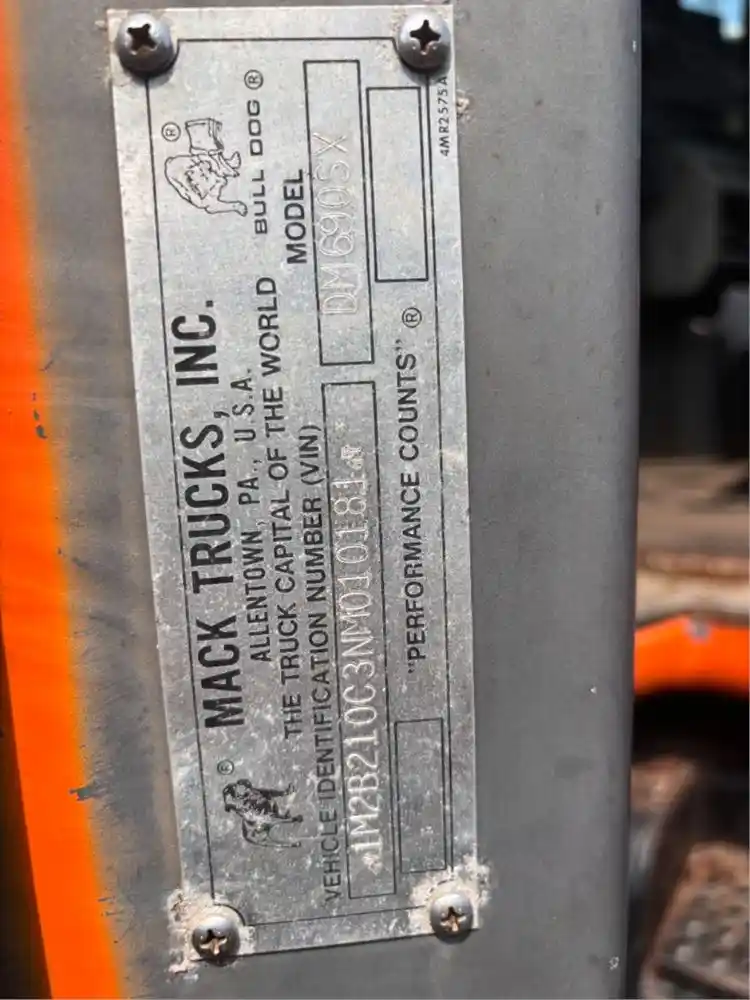 MACK TRUCKS, INC.
ALLENTOWN, PA., U.S.A.
THE TRUCK CAPITAL OF THE WORLD
BULL DOG ®
®
®
VEHICLE IDENTIFICATION NUMBER (VIN)
MODEL
1M2B210C3NM010181
DM690SX
"PERFORMANCE COUNTS" ®
4MR2575A